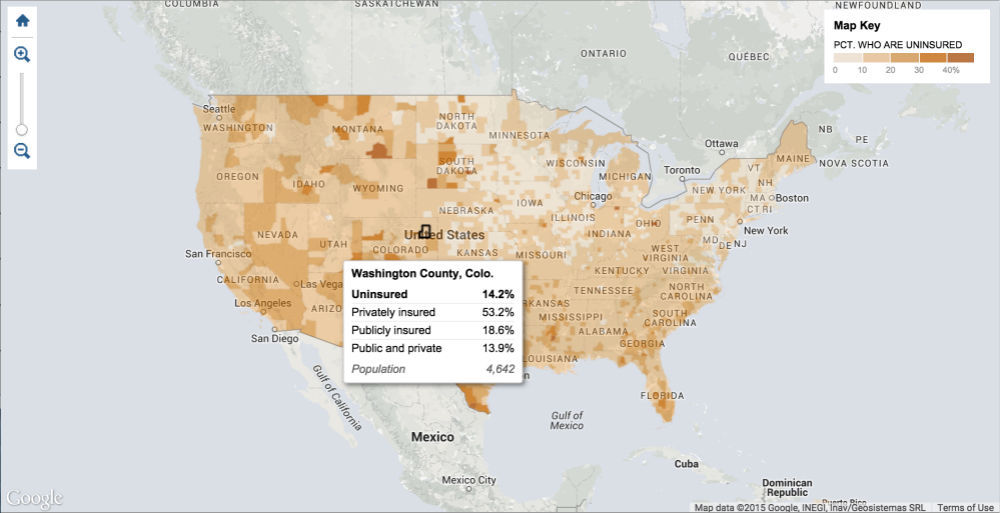 COLUMBIA
SASKATCHEWAN
NEWFOUNDLAND
Map Key
PCT. WHO ARE UNINSURED
0 10 20 30 40%
ONTARIO
QUÉBEC
Seattle
WASHINGTON
MONTANA
NORTH
DAKOTA
MINNESOTA
Ottawa
NB
PE
MAINE
NOVA SCOTIA
OREGON
IDAHO
WYOMING
SOUTH
DAKOTA
WISCONSIN
MICHIGAN
Toronto
VT
NH
NEW YORK
MA
Boston
CT RI
Chicago
NEBRASKA
IOWA
ILLINOIS
INDIANA
OHIO
PENN
New York
NEVADA
UTAH
United States
COLORADO
KANSAS
MISSOURI
WEST
VIRGINIA
MD
DE
NJ
San Francisco
CALIFORNIA
Las Vega
KENTUCKY
VIRGINIA
Los Angeles
ARIZO
TENNESSEE
NORTH
CAROLINA
San Diego
RKANSAS
MISSISSIPPI
SOUTH
CAROLINA
ALABAMA
GEORGIA
OUISIANA
Washington County, Colo.
Uninsured 14.2%
Privately insured 53.2%
Publicly insured 18.6%
Public and private 13.9%
Population 4,642
n
FLORIDA
Gulf of California
Gulf of
Mexico
Mexico
Mexico City
Cuba
Dominican
Republic
Puerto Rico
Google
Map data ©2015 Google, INEGI, Inav/Geosistemas SRL
Terms of Use